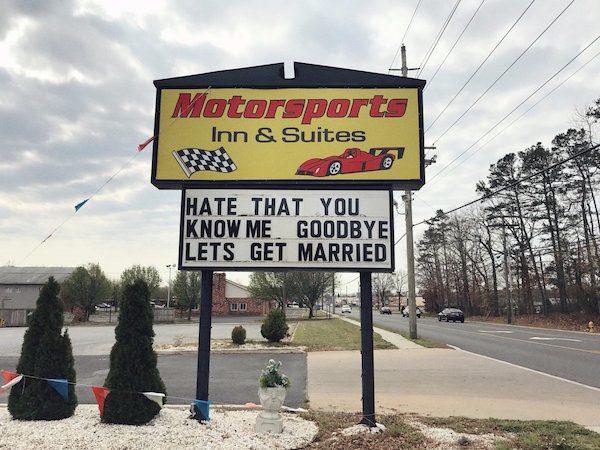 Motorsports
Inn & Suites
HATE THAT YOU
KNOW ME GOODBYE
LETS GET MARRIED